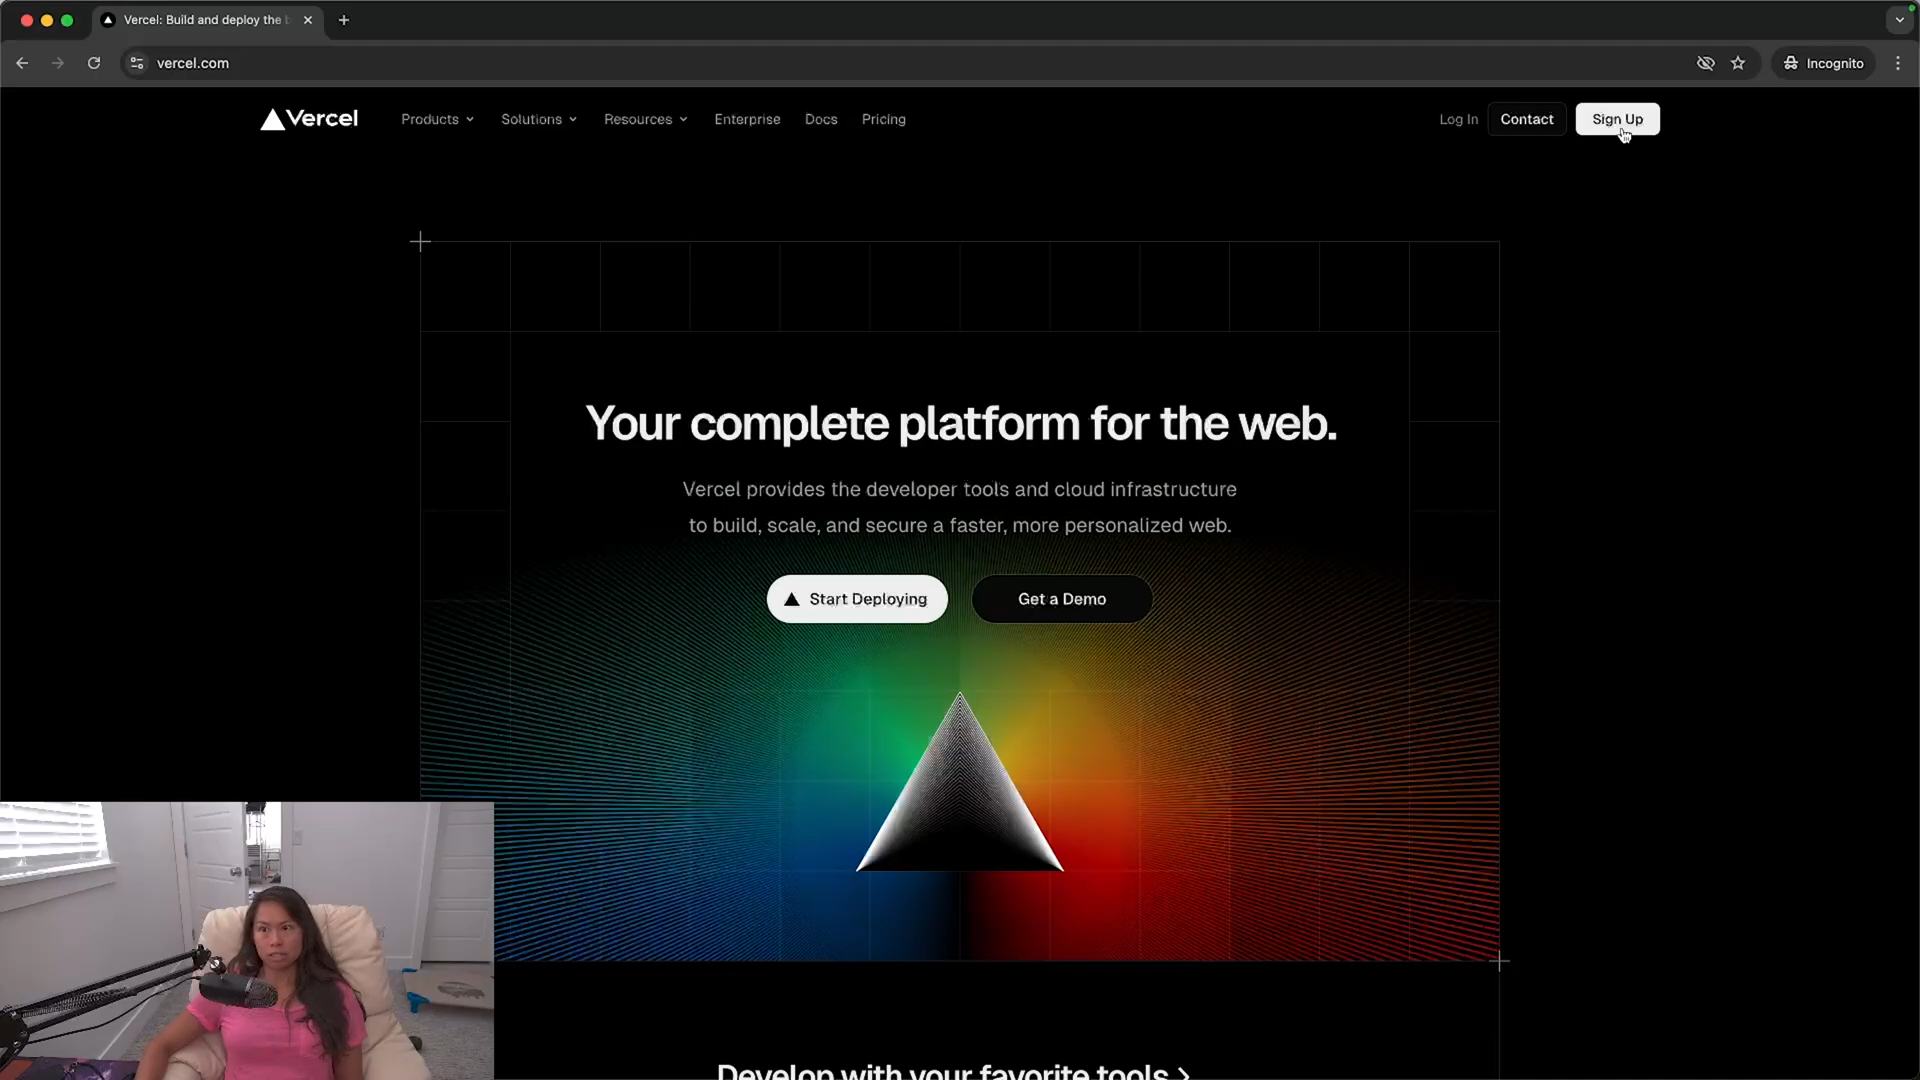 Vercel: Build and deploy the b
vercel.com
Incognito
Vercel
Products
Solutions
Resources
Enterprise
Docs
Pricing
Log In
Contact
Sign Up
Your complete platform for the web.
Vercel provides the developer tools and cloud infrastructure
to build, scale, and secure a faster, more personalized web.
Start Deploying
Get a Demo
Develop with your favorite tools